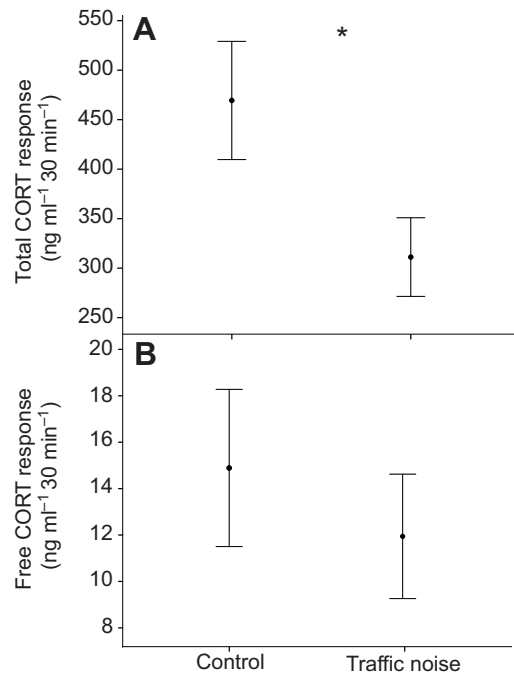 A
*
Total CORT response
(ng ml⁻¹ 30 min⁻¹)
550
500
450
400
350
300
250
B
Free CORT response
(ng ml⁻¹ 30 min⁻¹)
20
18
16
14
12
10
8
Control Traffic noise